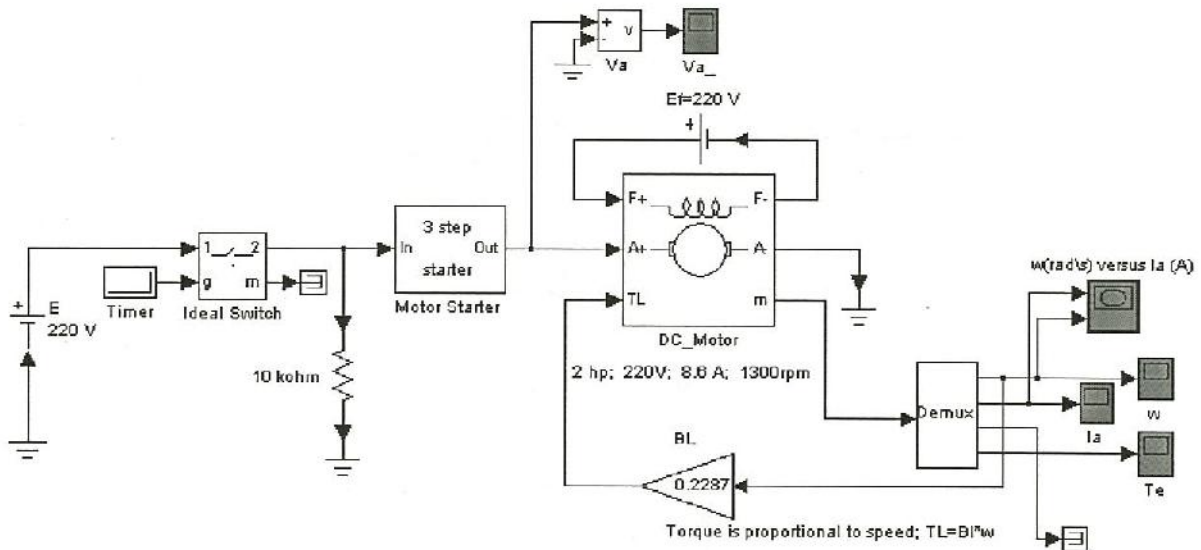 +
-
v
Va
Va_
Ef=220 V
+
F+
F-
3 step
starter
In
Out
Motor Starter
A+
A-
1
2
g
m
Timer
Ideal Switch
+
E
220 V
TL
m
w(rad\s) versus Ia (A)
DC_Motor
10 kohm
2 hp; 220V; 8.6 A; 1300rpm
Demux
w
Ia
BL
0.2287
Te
Torque is proportional to speed; TL=Bl*w